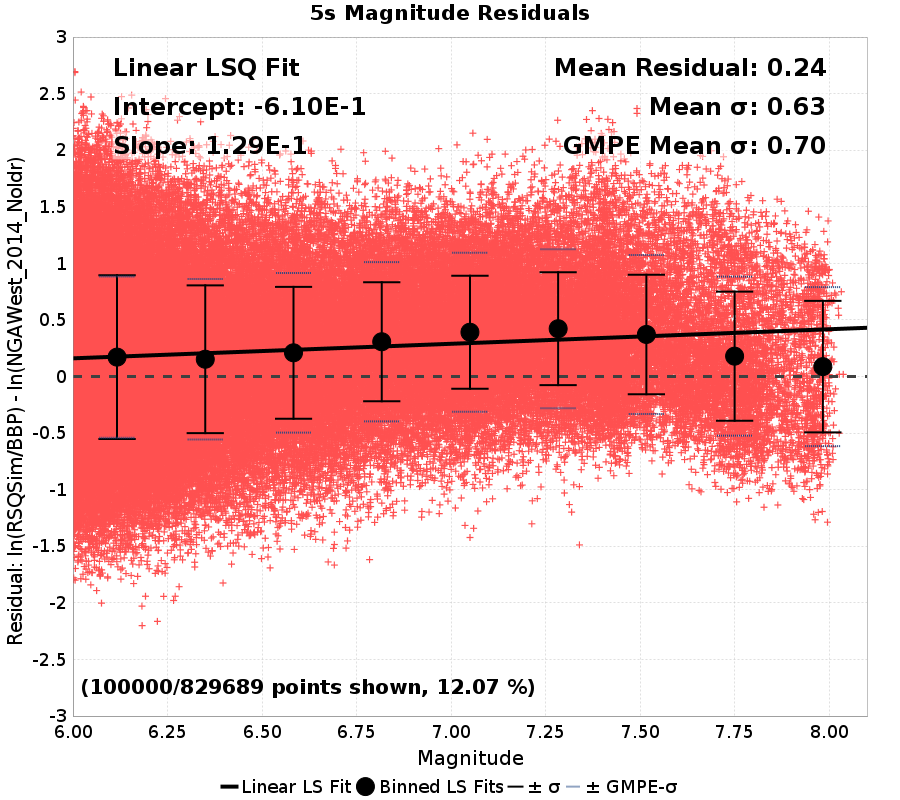 5s Magnitude Residuals
Linear LSQ Fit
Mean Residual: 0.24
Intercept: -6.10E-1
Mean σ: 0.63
Slope: 1.29E-1
GMPE Mean σ: 0.70
3
2.5
2
1.5
1
0.5
0
-0.5
-1
-1.5
-2
-2.5
-3
Residual: ln(RSQSim/BBP) - ln(NGAWest_2014_NoIdr)
(100000/829689 points shown, 12.07 %)
6.00 6.25 6.50 6.75 7.00 7.25 7.50 7.75 8.00
Magnitude
Linear LS Fit Binned LS Fits ± σ ± GMPE-σ